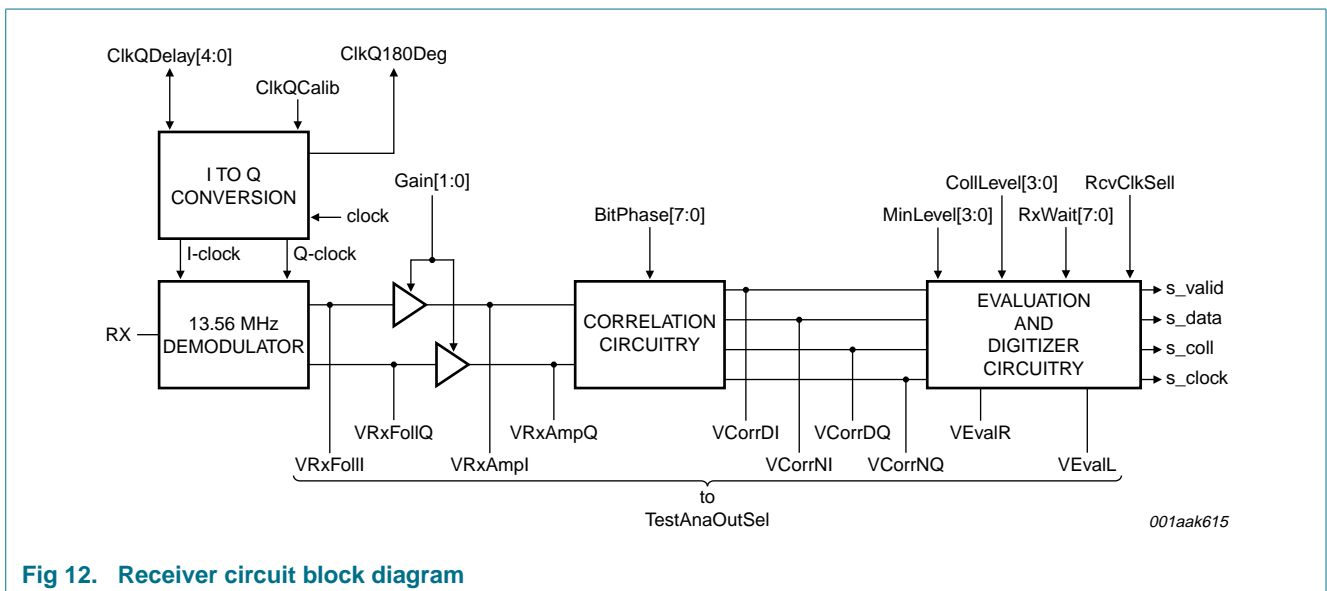 ClkQDelay[4:0]
ClkQ180Deg
ClkQCalib
I TO Q
CONVERSION
clock
I-clock
Q-clock
Gain[1:0]
BitPhase[7:0]
CollLevel[3:0]
RcvClkSell
MinLevel[3:0]
RxWait[7:0]
RX
13.56 MHz
DEMODULATOR
CORRELATION
CIRCUITRY
EVALUATION
AND
DIGITIZER
CIRCUITRY
s_valid
s_data
s_coll
s_clock
VRxFollQ
VRxAmpQ
VCorrDI
VCorrDQ
VEvalR
VRxFollI
VRxAmpI
VCorrNI
VCorrNQ
VEvalL
to
TestAnaOutSel
001aak615
Fig 12. Receiver circuit block diagram